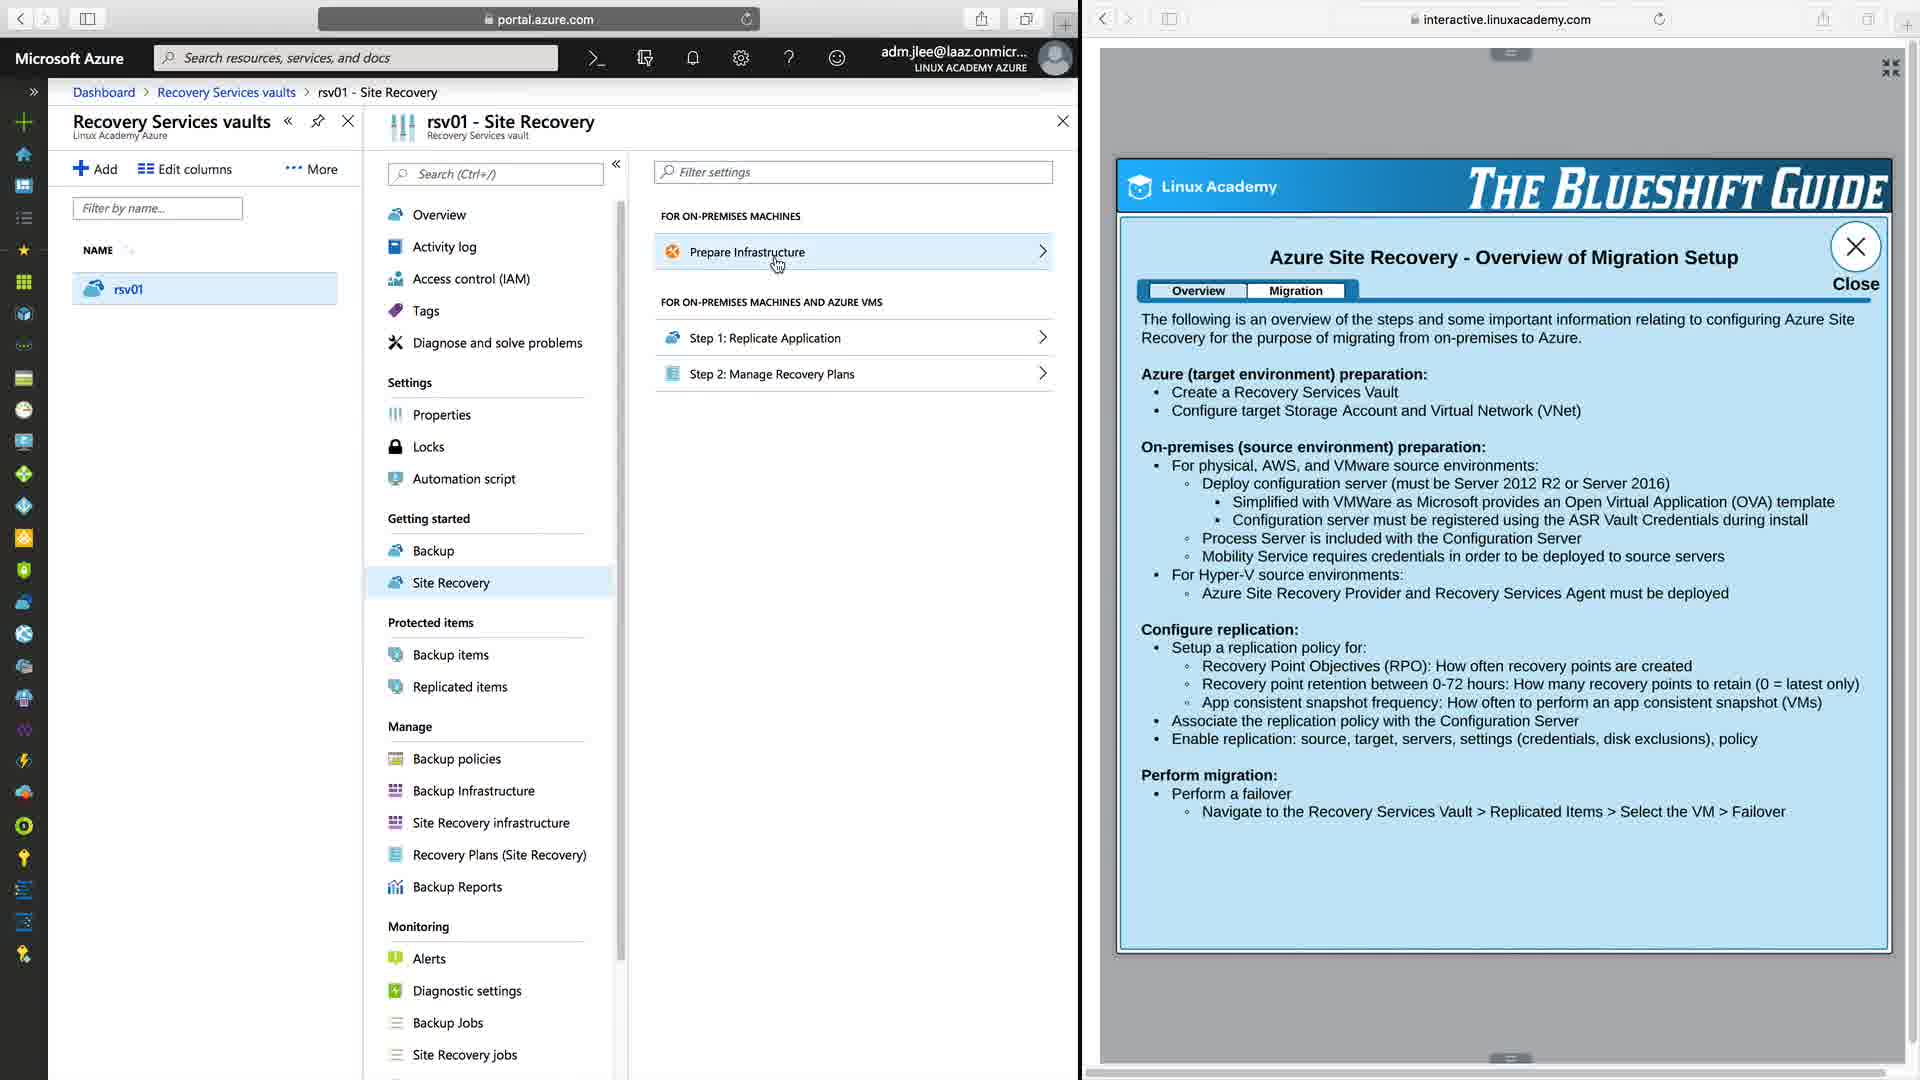 portal.azure.com
Microsoft Azure
Search resources, services, and docs
adm.jlee@laaz.onmicr...
LINUX ACADEMY AZURE
Dashboard > Recovery Services vaults > rsv01 - Site Recovery
Recovery Services vaults
Linux Academy Azure
Add
Edit columns
More
Filter by name...
NAME
rsv01
rsv01 - Site Recovery
Recovery Services vault
Search (Ctrl+/)
Overview
Activity log
Access control (IAM)
Tags
Diagnose and solve problems
Settings
Properties
Locks
Automation script
Getting started
Backup
Site Recovery
Protected items
Backup items
Replicated items
Manage
Backup policies
Backup Infrastructure
Site Recovery infrastructure
Recovery Plans (Site Recovery)
Backup Reports
Monitoring
Alerts
Diagnostic settings
Backup Jobs
Site Recovery jobs
Filter settings
FOR ON-PREMISES MACHINES
Prepare Infrastructure
FOR ON-PREMISES MACHINES AND AZURE VMS
Step 1: Replicate Application
Step 2: Manage Recovery Plans
interactive.linuxacademy.com
Linux Academy
THE BLUESHIFT GUIDE
Azure Site Recovery - Overview of Migration Setup
Close
Overview
Migration
The following is an overview of the steps and some important information relating to configuring Azure Site
Recovery for the purpose of migrating from on-premises to Azure.
Azure (target environment) preparation:
• Create a Recovery Services Vault
• Configure target Storage Account and Virtual Network (VNet)
On-premises (source environment) preparation:
• For physical, AWS, and VMware source environments:
◦ Deploy configuration server (must be Server 2012 R2 or Server 2016)
▪ Simplified with VMWare as Microsoft provides an Open Virtual Application (OVA) template
▪ Configuration server must be registered using the ASR Vault Credentials during install
◦ Process Server is included with the Configuration Server
◦ Mobility Service requires credentials in order to be deployed to source servers
• For Hyper-V source environments:
◦ Azure Site Recovery Provider and Recovery Services Agent must be deployed
Configure replication:
• Setup a replication policy for:
◦ Recovery Point Objectives (RPO): How often recovery points are created
◦ Recovery point retention between 0-72 hours: How many recovery points to retain (0 = latest only)
◦ App consistent snapshot frequency: How often to perform an app consistent snapshot (VMs)
• Associate the replication policy with the Configuration Server
• Enable replication: source, target, servers, settings (credentials, disk exclusions), policy
Perform migration:
• Perform a failover
◦ Navigate to the Recovery Services Vault > Replicated Items > Select the VM > Failover